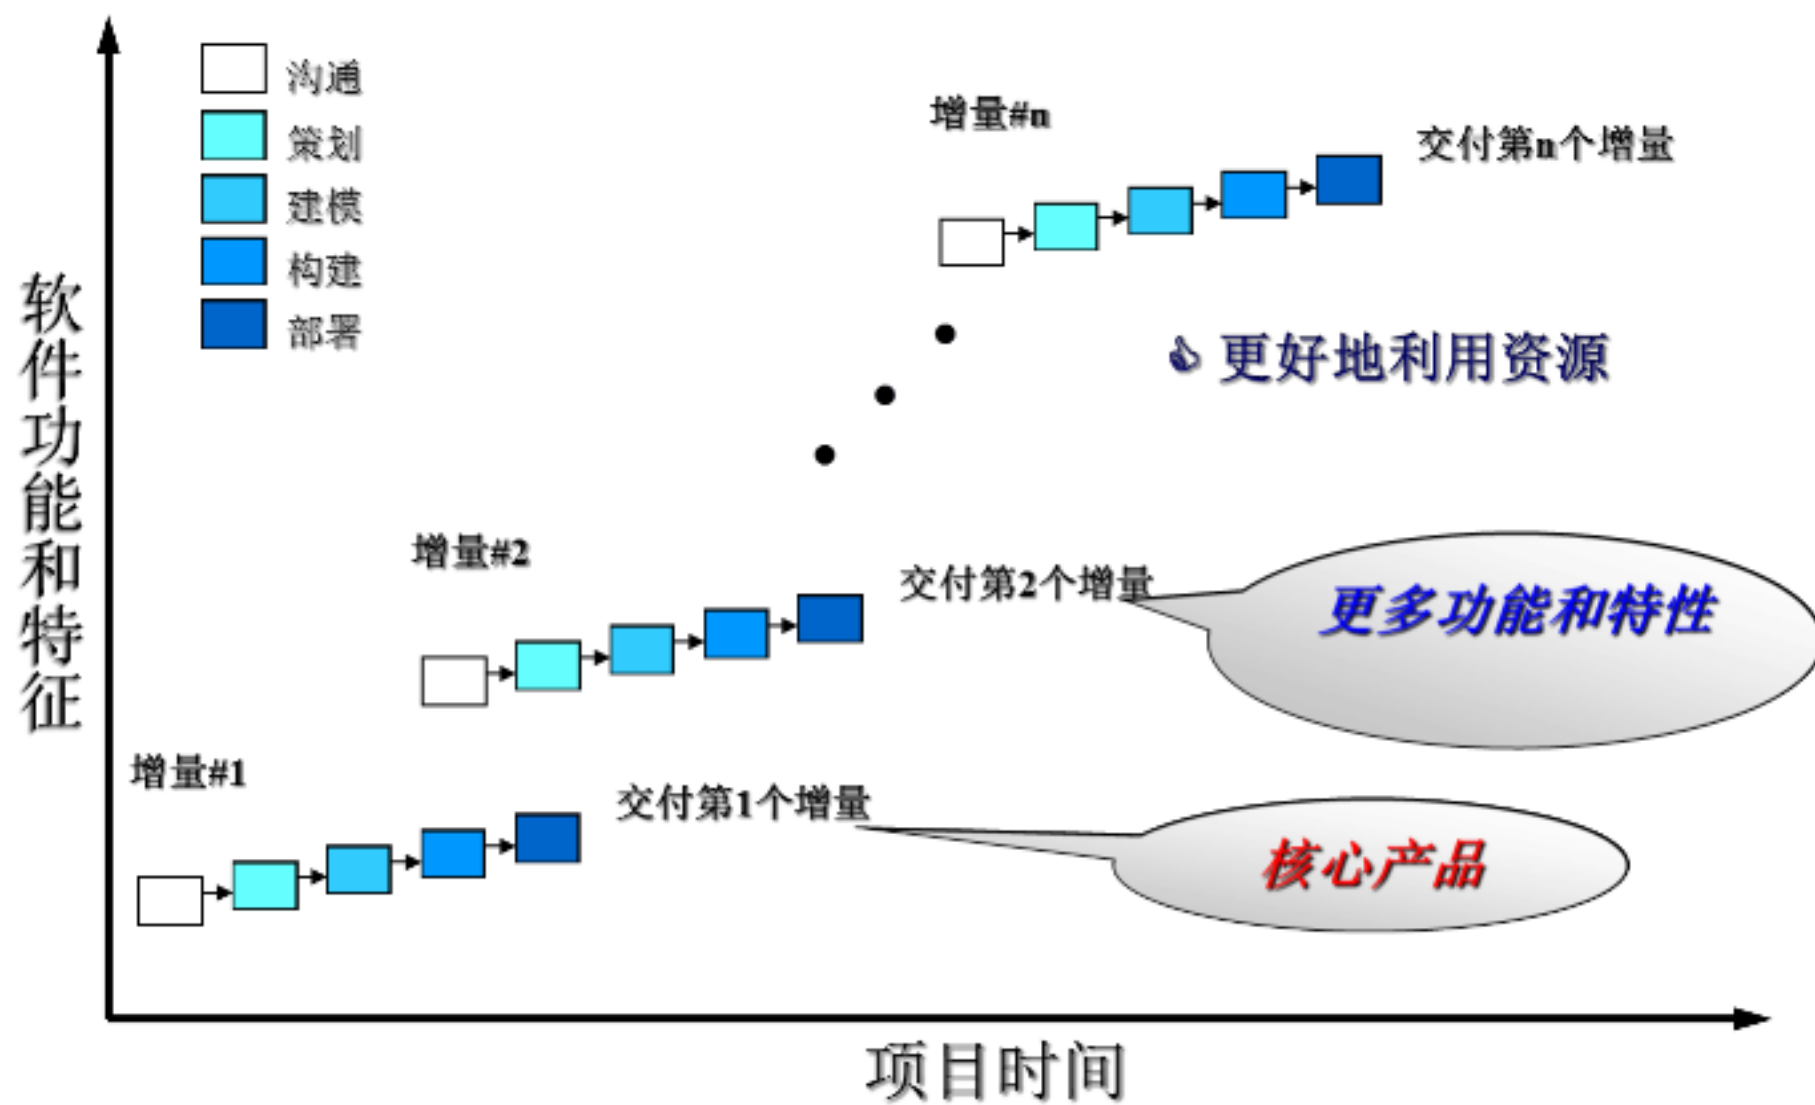 沟通
策划
建模
构建
部署
增量#n
交付第n个增量
更好地利用资源
软件功能和特征
增量#2
交付第2个增量
更多功能和特性
增量#1
交付第1个增量
核心产品
项目时间